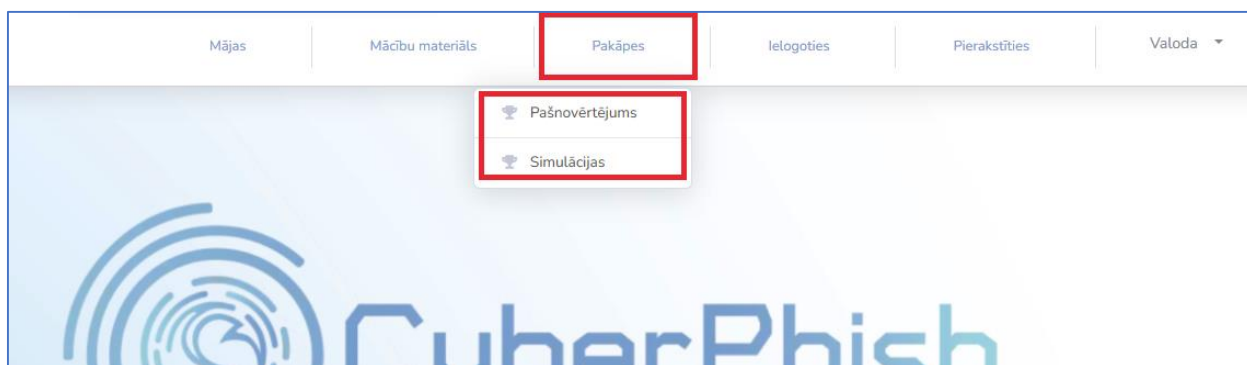 Mājas Mācību materiāls Pakāpes Ielogoties Pierakstīties Valoda
Pašnovērtējums
Simulācijas
CyberPhish